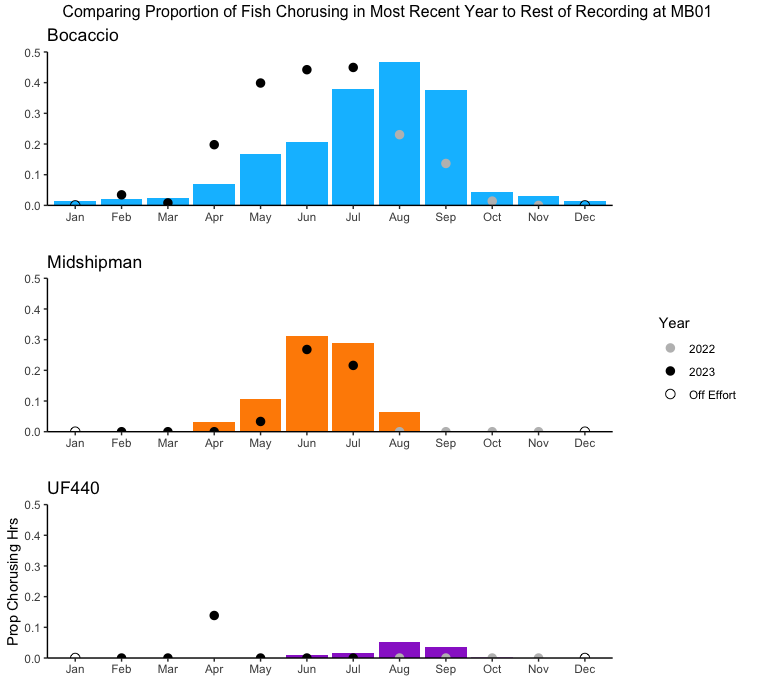 Comparing Proportion of Fish Chorusing in Most Recent Year to Rest of Recording at MB01
Bocaccio
0.5
0.4
0.3
0.2
0.1
0.0
Jan Feb Mar Apr May Jun Jul Aug Sep Oct Nov Dec
Midshipman
0.5
0.4
0.3
0.2
0.1
0.0
Jan Feb Mar Apr May Jun Jul Aug Sep Oct Nov Dec
UF440
0.5
0.4
0.3
0.2
0.1
0.0
Jan Feb Mar Apr May Jun Jul Aug Sep Oct Nov Dec
Prop Chorusing Hrs
Year
2022
2023
Off Effort